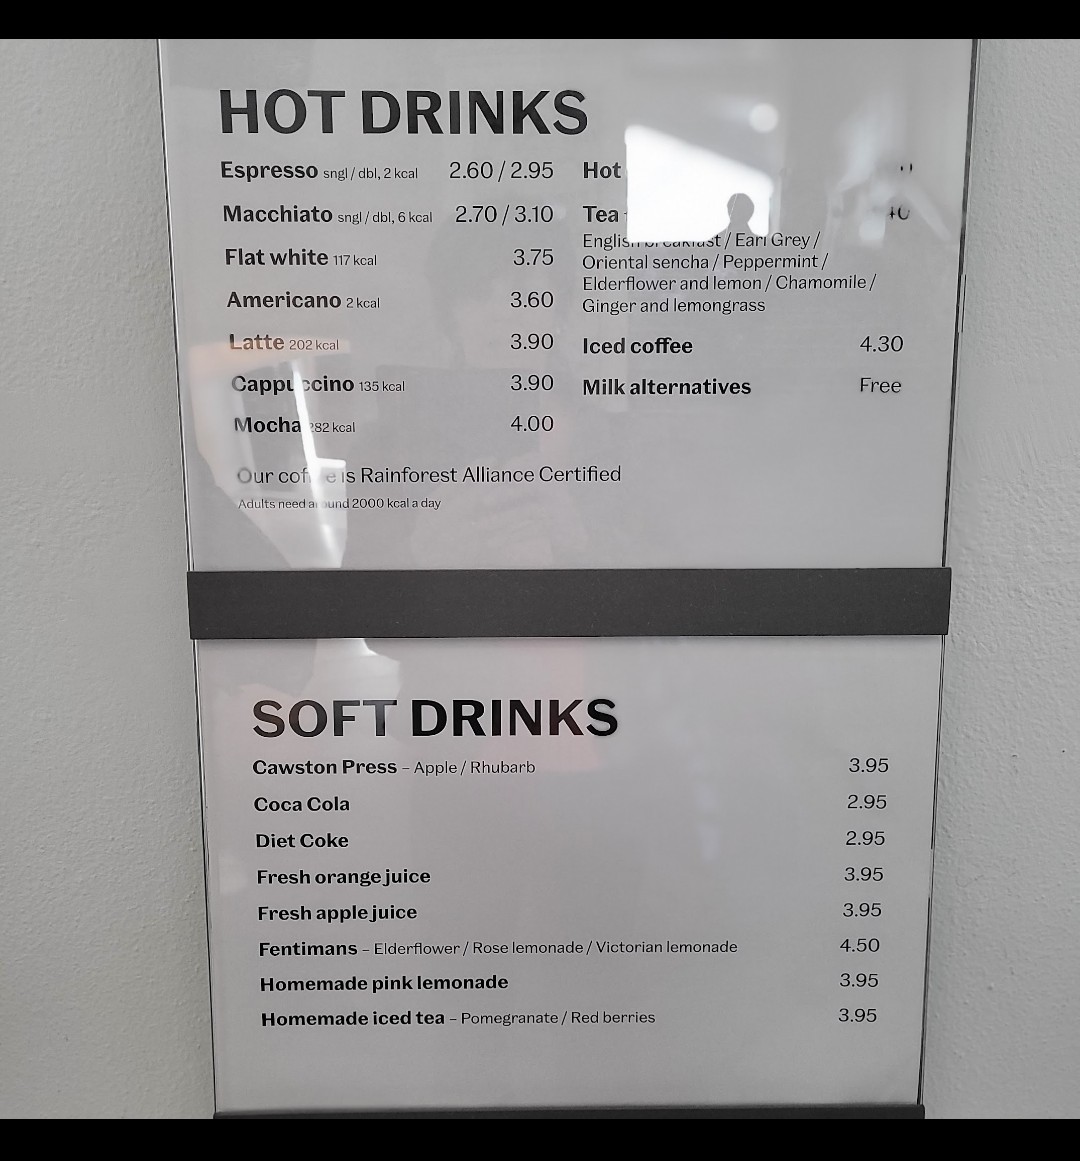 HOT DRINKS
Espresso sngl / dbl, 2 kcal 2.60 / 2.95
Macchiato sngl / dbl, 6 kcal 2.70 / 3.10
Flat white 117 kcal 3.75
Americano 2 kcal 3.60
Latte 202 kcal 3.90
Cappuccino 135 kcal 3.90
Mocha 282 kcal 4.00
Hot
Tea
English breakfast / Earl Grey /
Oriental sencha / Peppermint /
Elderflower and lemon / Chamomile /
Ginger and lemongrass
Iced coffee 4.30
Milk alternatives Free
Our coffee is Rainforest Alliance Certified
Adults need around 2000 kcal a day
SOFT DRINKS
Cawston Press – Apple / Rhubarb 3.95
Coca Cola 2.95
Diet Coke 2.95
Fresh orange juice 3.95
Fresh apple juice 3.95
Fentimans – Elderflower / Rose lemonade / Victorian lemonade 4.50
Homemade pink lemonade 3.95
Homemade iced tea – Pomegranate / Red berries 3.95